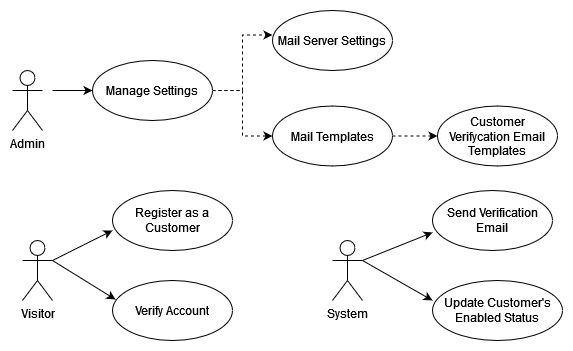 Mail Server Settings
Manage Settings
Admin
Mail Templates
Customer
Verifycation Email
Templates
Register as a
Customer
Verify Account
Visitor
Send Verification
Email
Update Customer's
Enabled Status
System